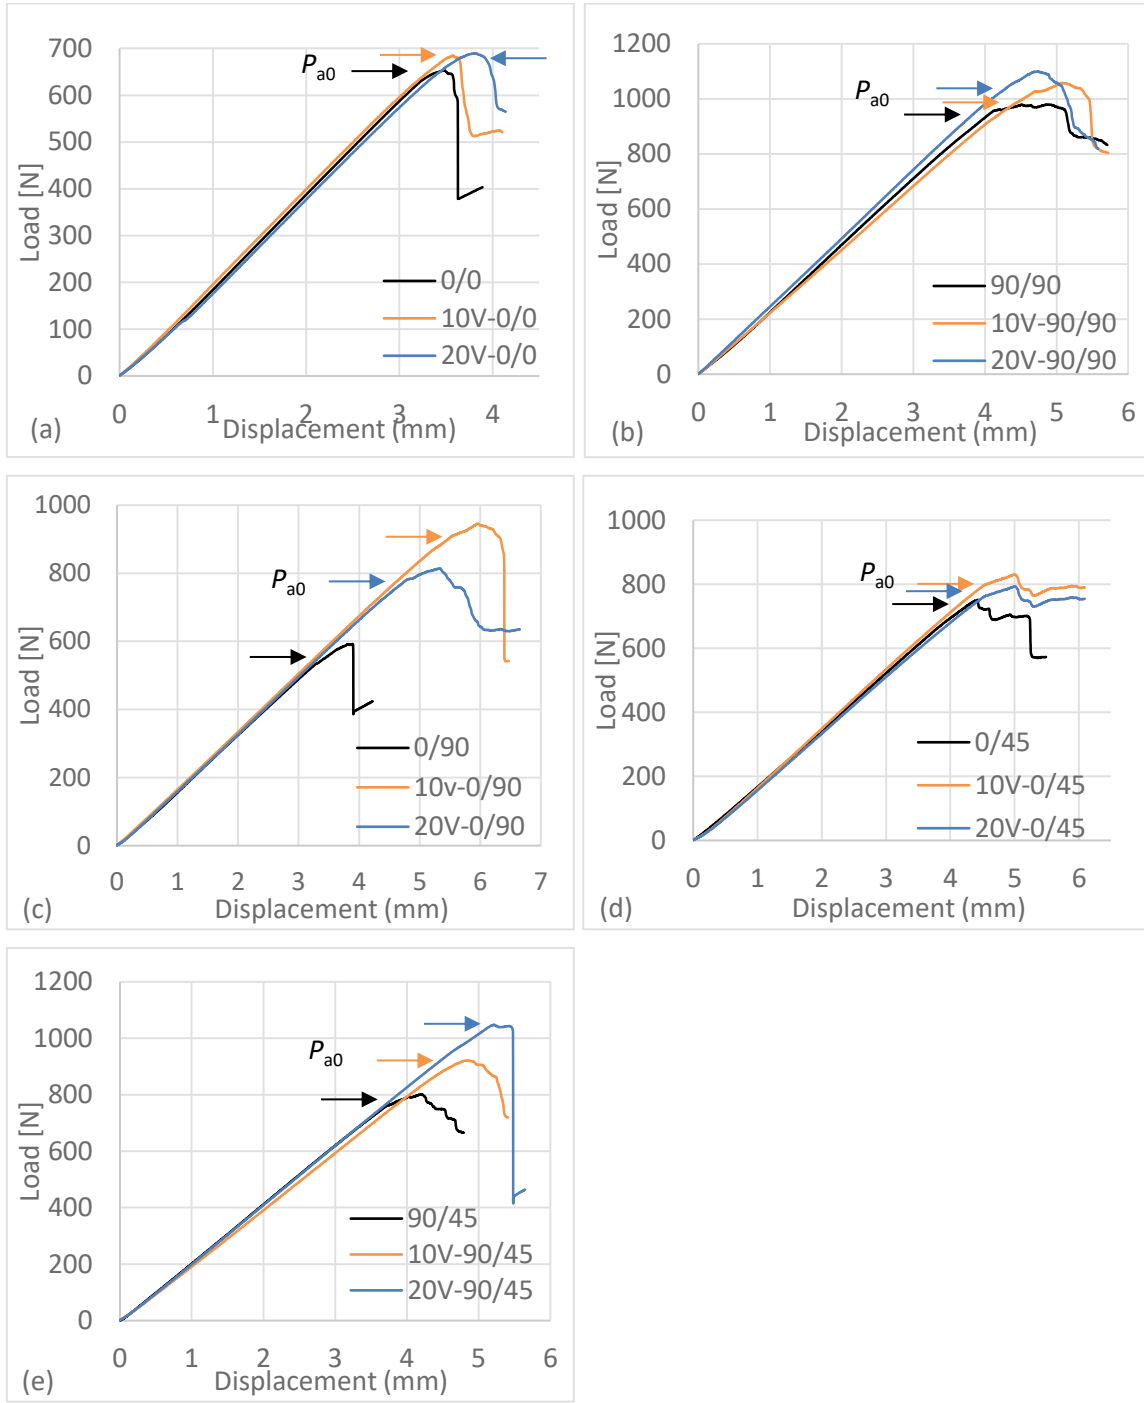 700
600
500
400
300
200
100
0
Load [N]
P a0
0/0
10V-0/0
20V-0/0
0 1 2 3 4
Displacement (mm)
(a)
1200
1000
800
600
400
200
0
Load [N]
P a0
90/90
10V-90/90
20V-90/90
0 1 2 3 4 5 6
Displacement (mm)
(b)
1000
800
600
400
200
0
Load [N]
P a0
0/90
10v-0/90
20V-0/90
0 1 2 3 4 5 6 7
Displacement (mm)
(c)
1000
800
600
400
200
0
Load [N]
P a0
0/45
10V-0/45
20V-0/45
0 1 2 3 4 5 6
Displacement (mm)
(d)
1200
1000
800
600
400
200
0
Load [N]
P a0
90/45
10V-90/45
20V-90/45
0 1 2 3 4 5 6
Displacement (mm)
(e)